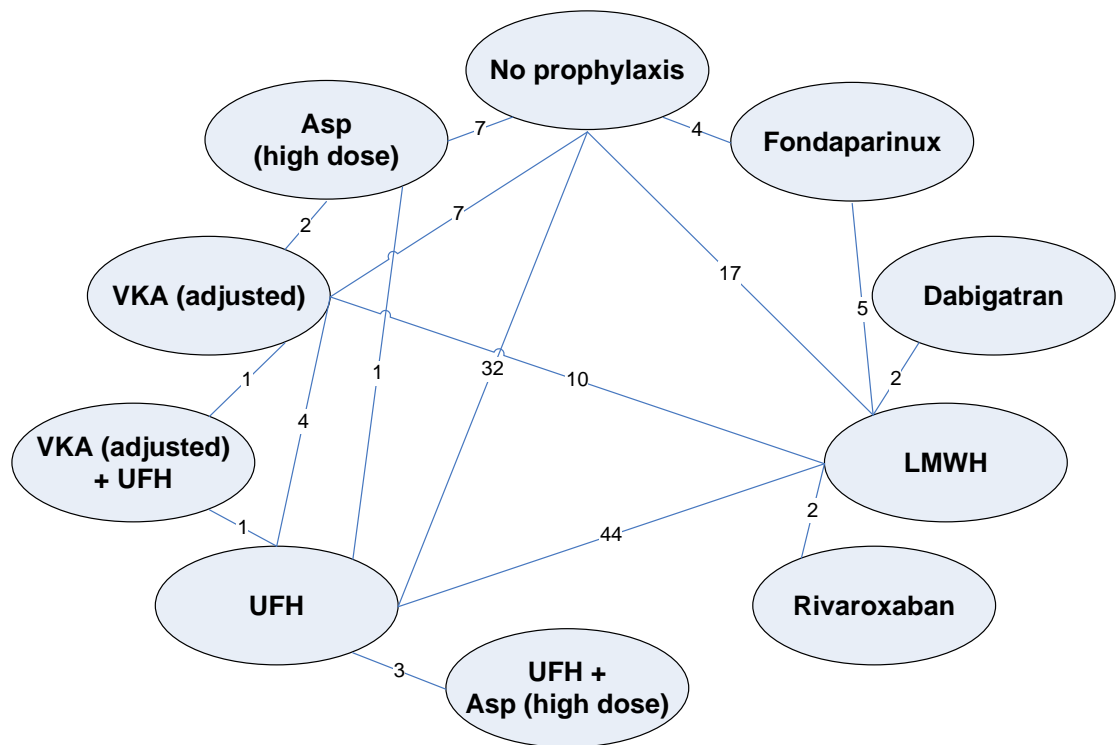 No prophylaxis
Asp
(high dose)
7
4
Fondaparinux
2
7
VKA (adjusted)
17
Dabigatran
5
1
1
32
10
2
4
VKA (adjusted)
+ UFH
LMWH
2
1
44
UFH
Rivaroxaban
3
UFH +
Asp (high dose)